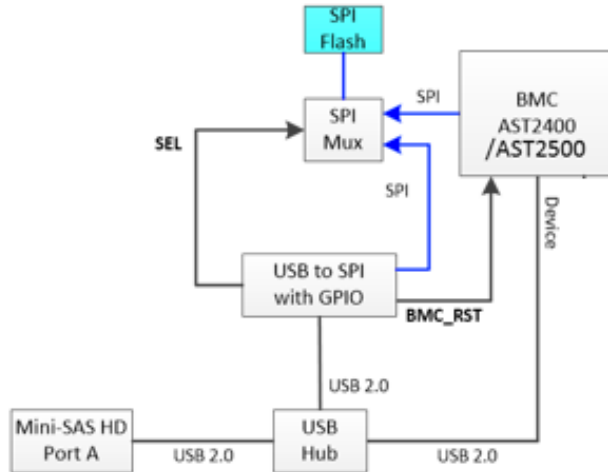 SPI
Flash
SPI
BMC
AST2400
/AST2500
SPI
Mux
SEL
SPI
Device
USB to SPI
with GPIO
BMC_RST
USB 2.0
Mini-SAS HD
Port A
USB 2.0
USB
Hub
USB 2.0